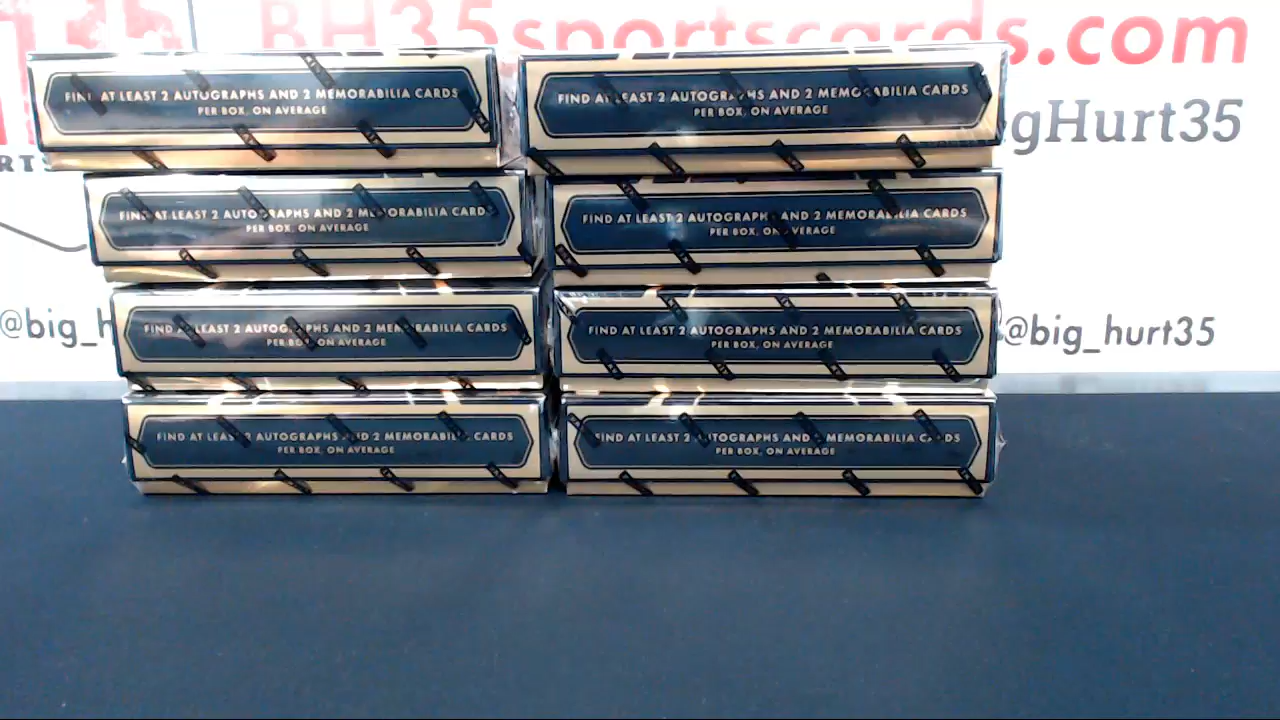 BH35sportscards.com
FIND AT LEAST 2 AUTOGRAPHS AND 2 MEMORABILIA CARDS
PER BOX, ON AVERAGE
FIND AT LEAST 2 AUTOGRAPHS AND 2 MEMORABILIA CARDS
PER BOX, ON AVERAGE
gHurt35
FIND AT LEAST 2 AUTOGRAPHS AND 2 MEMORABILIA CARDS
PER BOX, ON AVERAGE
FIND AT LEAST 2 AUTOGRAPHS AND 2 MEMORABILIA CARDS
PER BOX, ON AVERAGE
@big_h
FIND AT LEAST 2 AUTOGRAPHS AND 2 MEMORABILIA CARDS
PER BOX, ON AVERAGE
FIND AT LEAST 2 AUTOGRAPHS AND 2 MEMORABILIA CARDS
PER BOX, ON AVERAGE
@big_hurt35
FIND AT LEAST 2 AUTOGRAPHS AND 2 MEMORABILIA CARDS
PER BOX, ON AVERAGE
FIND AT LEAST 2 AUTOGRAPHS AND 2 MEMORABILIA CARDS
PER BOX, ON AVERAGE